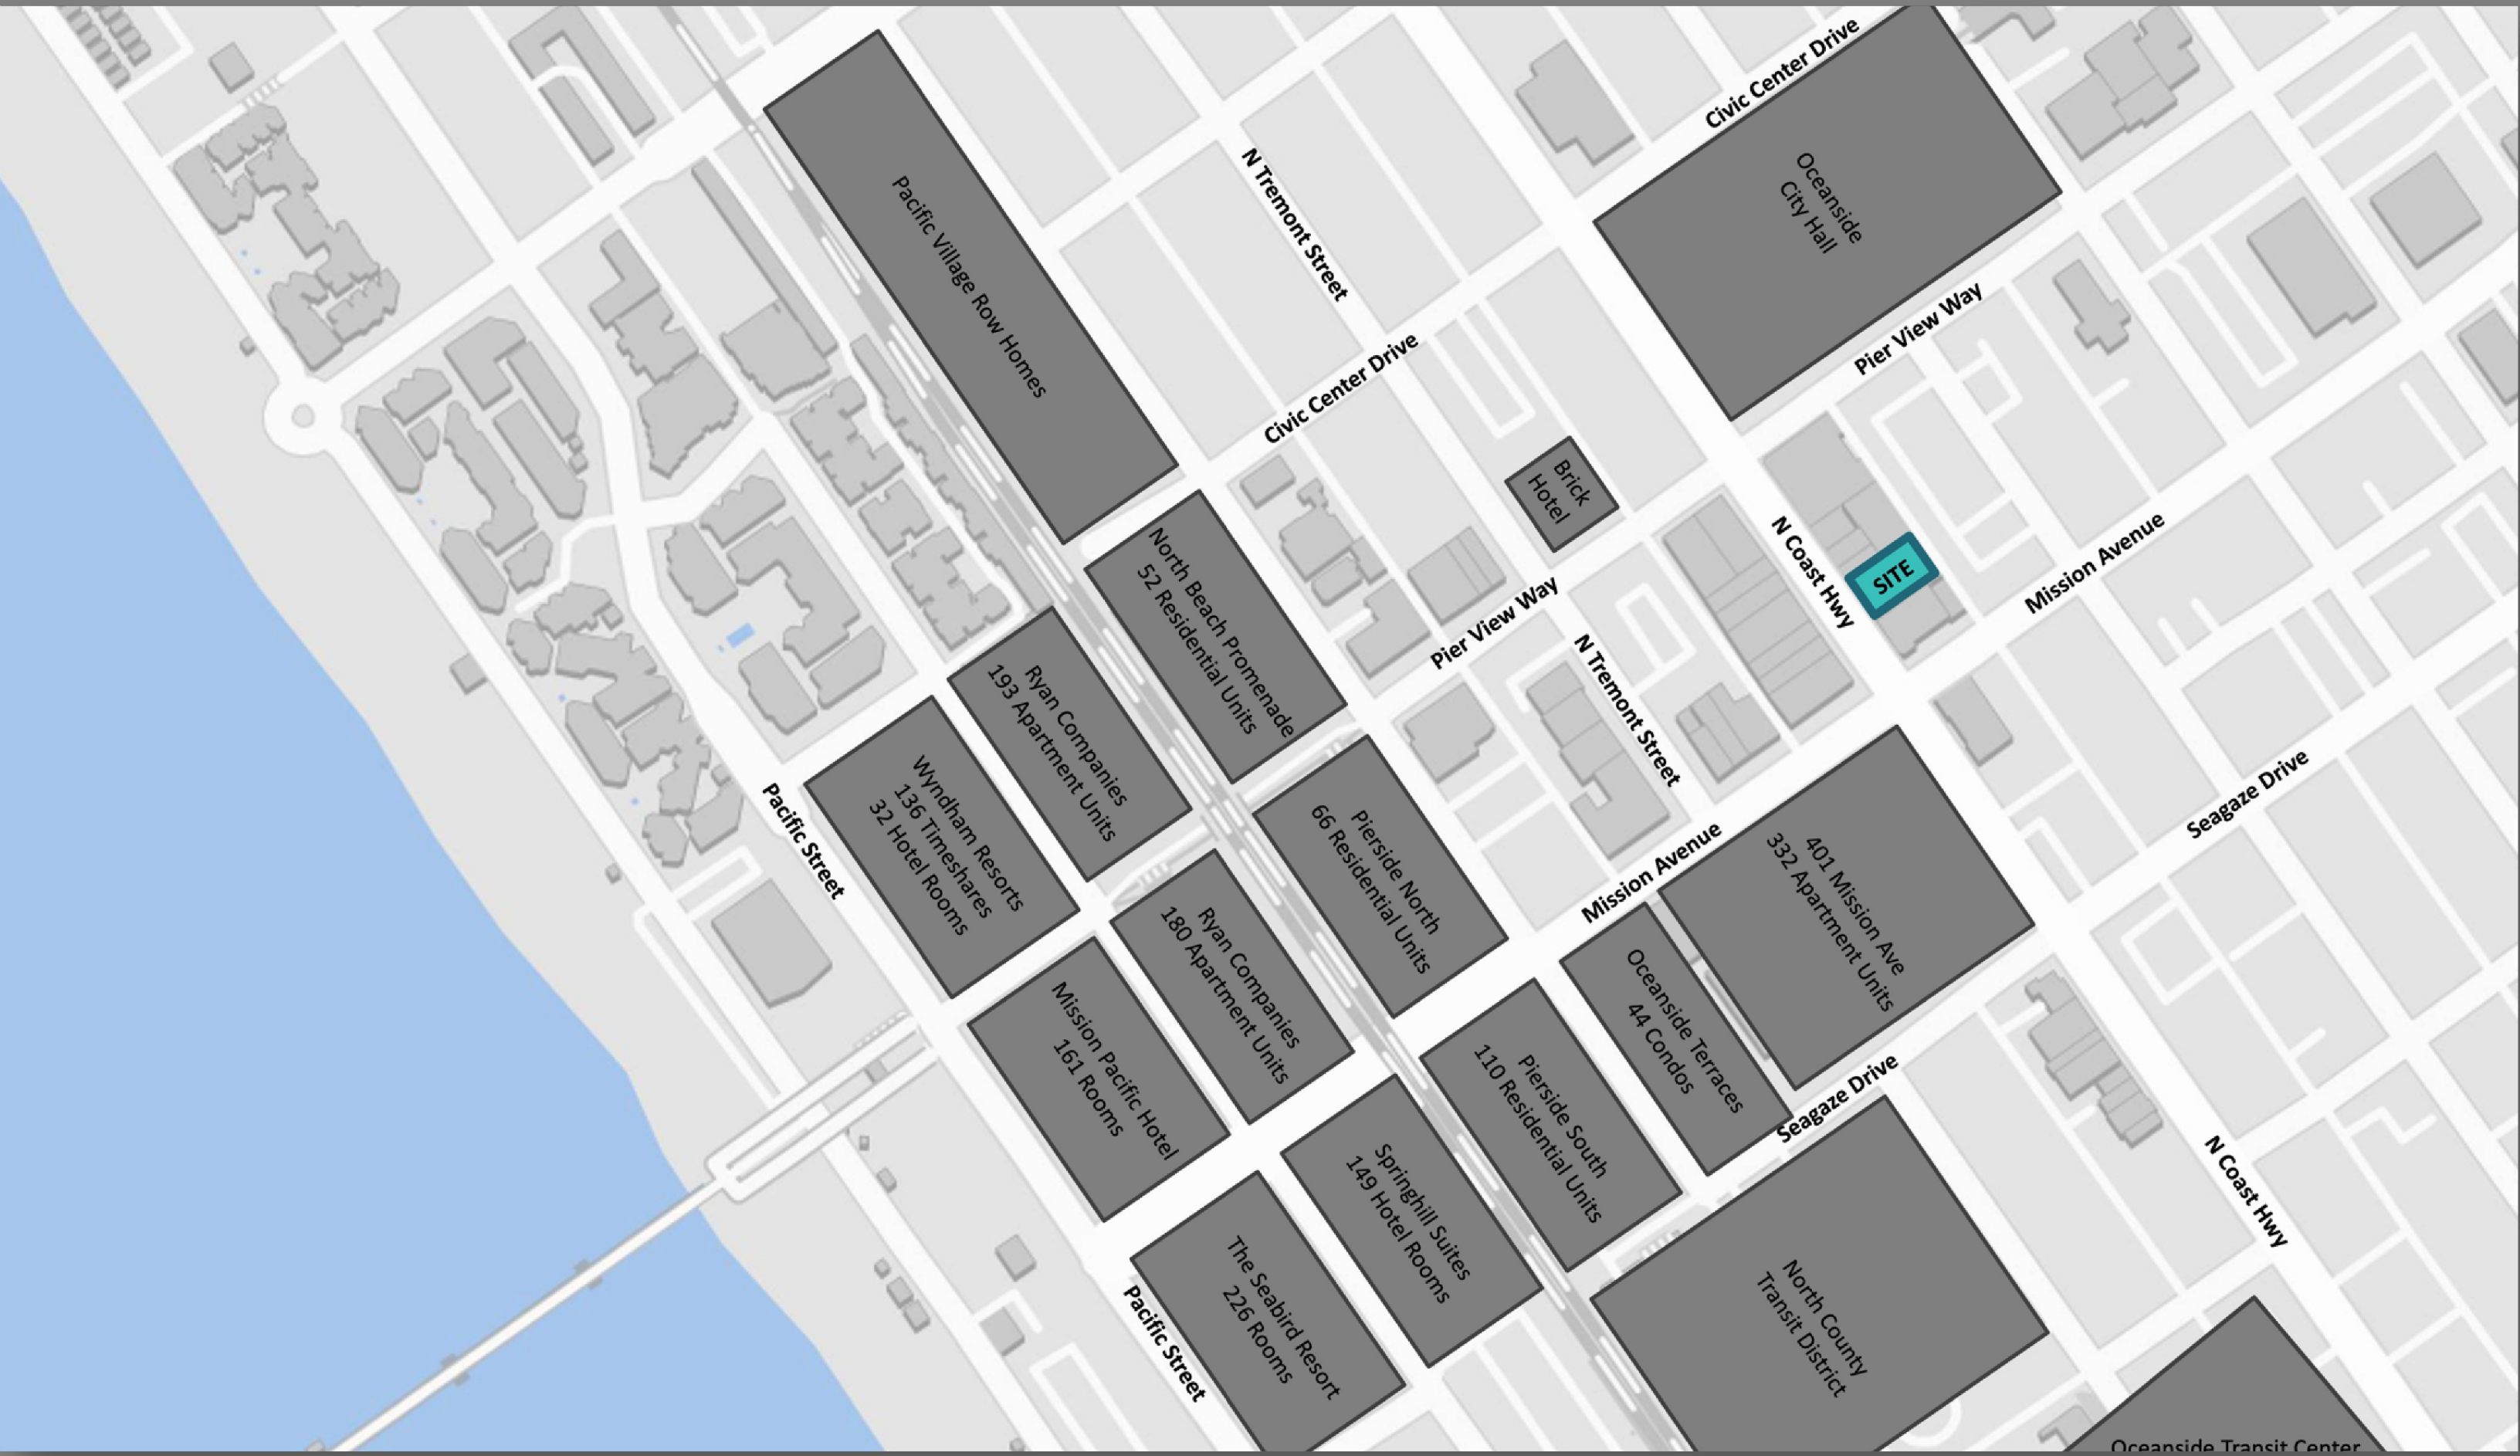 Civic Center Drive
Oceanside
City Hall
N Tremont Street
Pacific Village Row Homes
Pier View Way
Civic Center Drive
Brick
Hotel
N Coast Hwy
SITE
Mission Avenue
North Beach Promenade
52 Residential Units
Pier View Way
N Tremont Street
Ryan Companies
193 Apartment Units
Wyndham Resorts
136 Timeshares
32 Hotel Rooms
Pacific Street
Pierside North
66 Residential Units
Mission Avenue
401 Mission Ave
332 Apartment Units
Seagaze Drive
Ryan Companies
180 Apartment Units
Mission Pacific Hotel
161 Rooms
Oceanside Terraces
44 Condos
Pierside South
110 Residential Units
Seagaze Drive
Springhill Suites
149 Hotel Rooms
The Seabird Resort
226 Rooms
Pacific Street
North County
Transit District
N Coast Hwy
Oceanside Transit Center